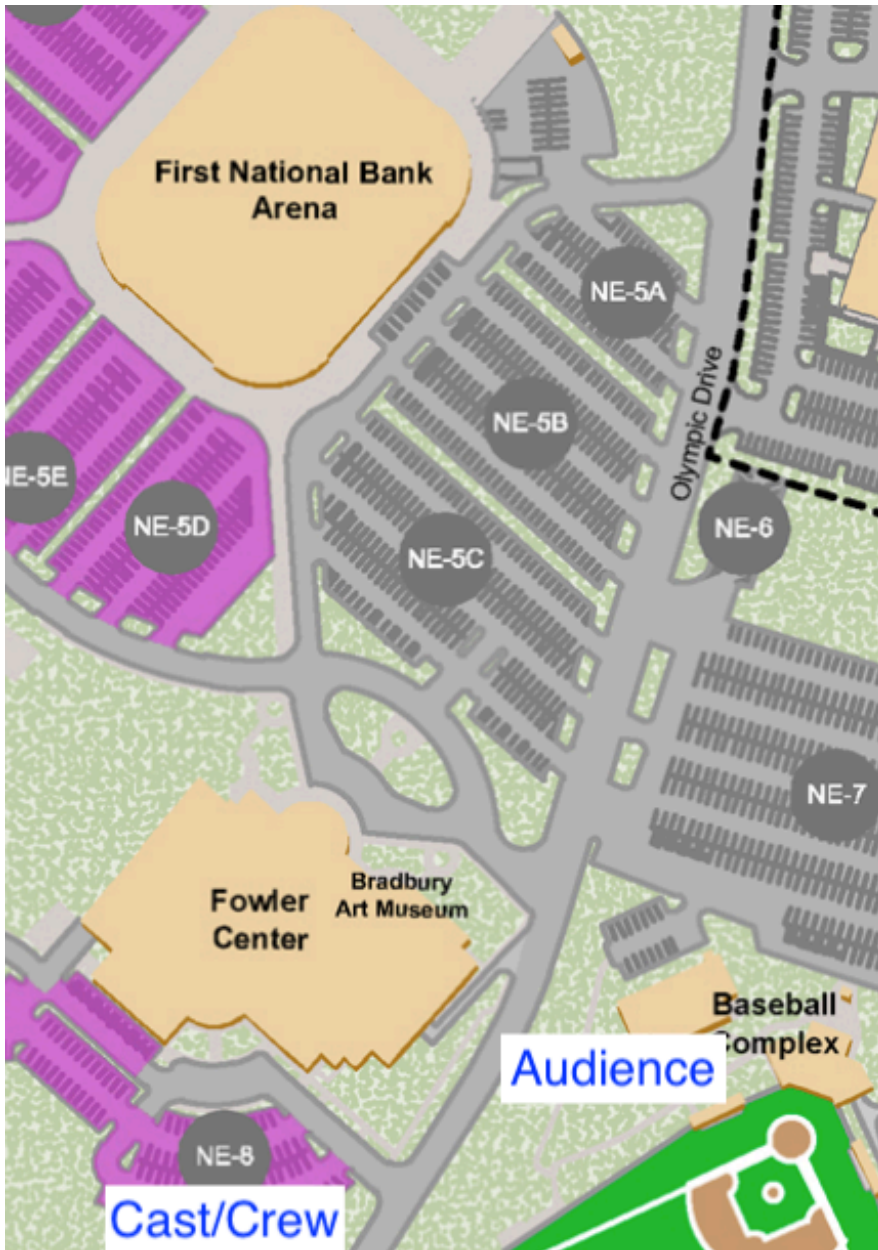 First National Bank
Arena
NE-5A
Olympic Drive
NE-5B
NE-5E
NE-5D
NE-5C
NE-6
NE-7
Fowler
Center
Bradbury
Art Museum
Baseball
Complex
Audience
NE-8
Cast/Crew